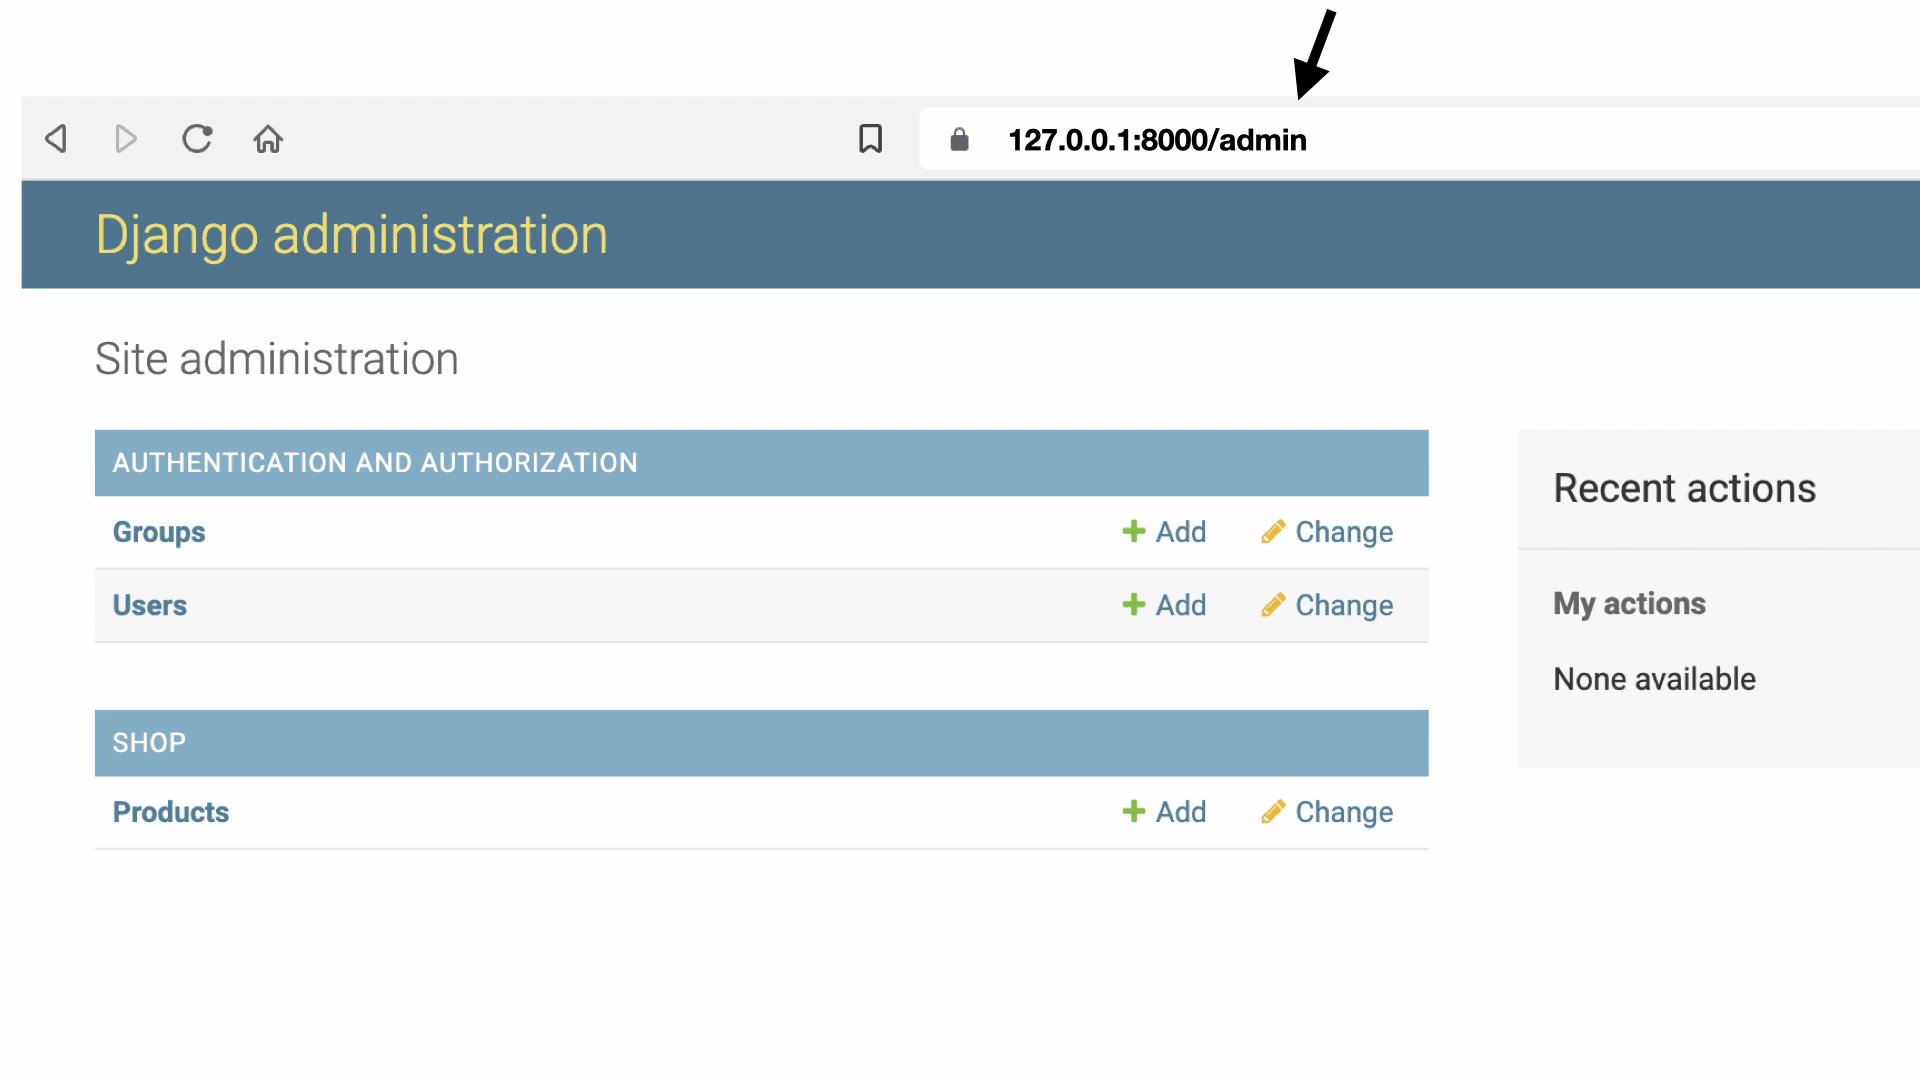 127.0.0.1:8000/admin
Django administration
Site administration
AUTHENTICATION AND AUTHORIZATION
Groups Add Change
Users Add Change
SHOP
Products Add Change
Recent actions
My actions
None available